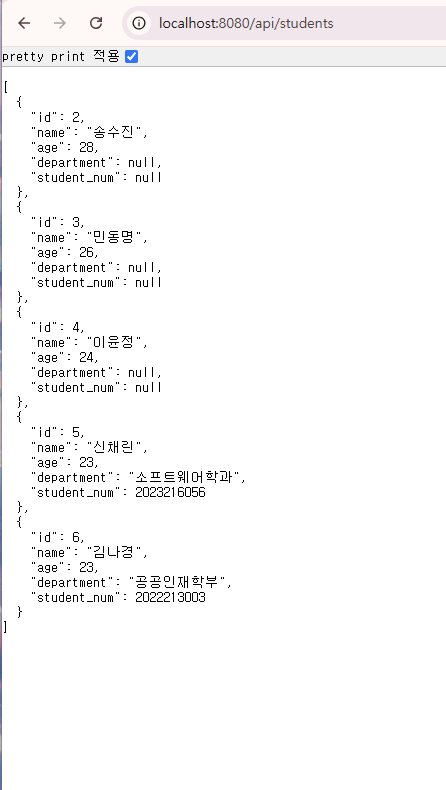 localhost:8080/api/students
pretty print 적용
[
  {
    "id": 2,
    "name": "송수진",
    "age": 28,
    "department": null,
    "student_num": null
  },
  {
    "id": 3,
    "name": "민동명",
    "age": 26,
    "department": null,
    "student_num": null
  },
  {
    "id": 4,
    "name": "이윤정",
    "age": 24,
    "department": null,
    "student_num": null
  },
  {
    "id": 5,
    "name": "신채린",
    "age": 23,
    "department": "소프트웨어학과",
    "student_num": 2023216056
  },
  {
    "id": 6,
    "name": "김나경",
    "age": 23,
    "department": "공공인재학부",
    "student_num": 2022213003
  }
]